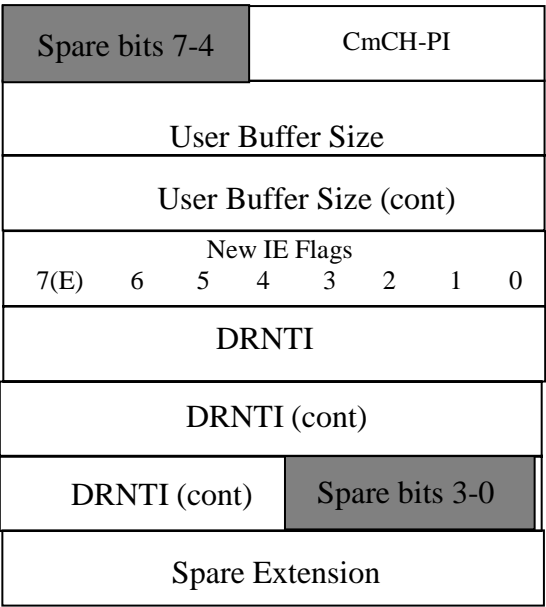 Spare bits 7-4 CmCH-PI
User Buffer Size
User Buffer Size (cont)
New IE Flags
7(E) 6 5 4 3 2 1 0
DRNTI
DRNTI (cont)
DRNTI (cont) Spare bits 3-0
Spare Extension